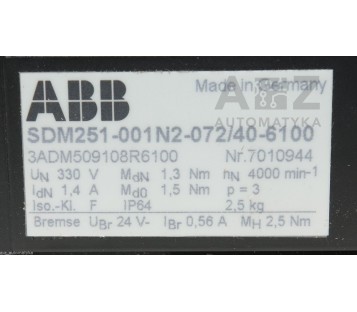 ABB
Made in Germany
AUTOMATYKA
SDM251-001N2-072/40-6100
3ADM509108R6100 Nr.7010944
UN 330 V MdN 1,3 Nm nN 4000 min-1
IdN 1,4 A Md0 1,5 Nm p = 3
Iso.-Kl. F IP64 2,5 kg
Bremse UBr 24 V- IBr 0,56 A MH 2,5 Nm